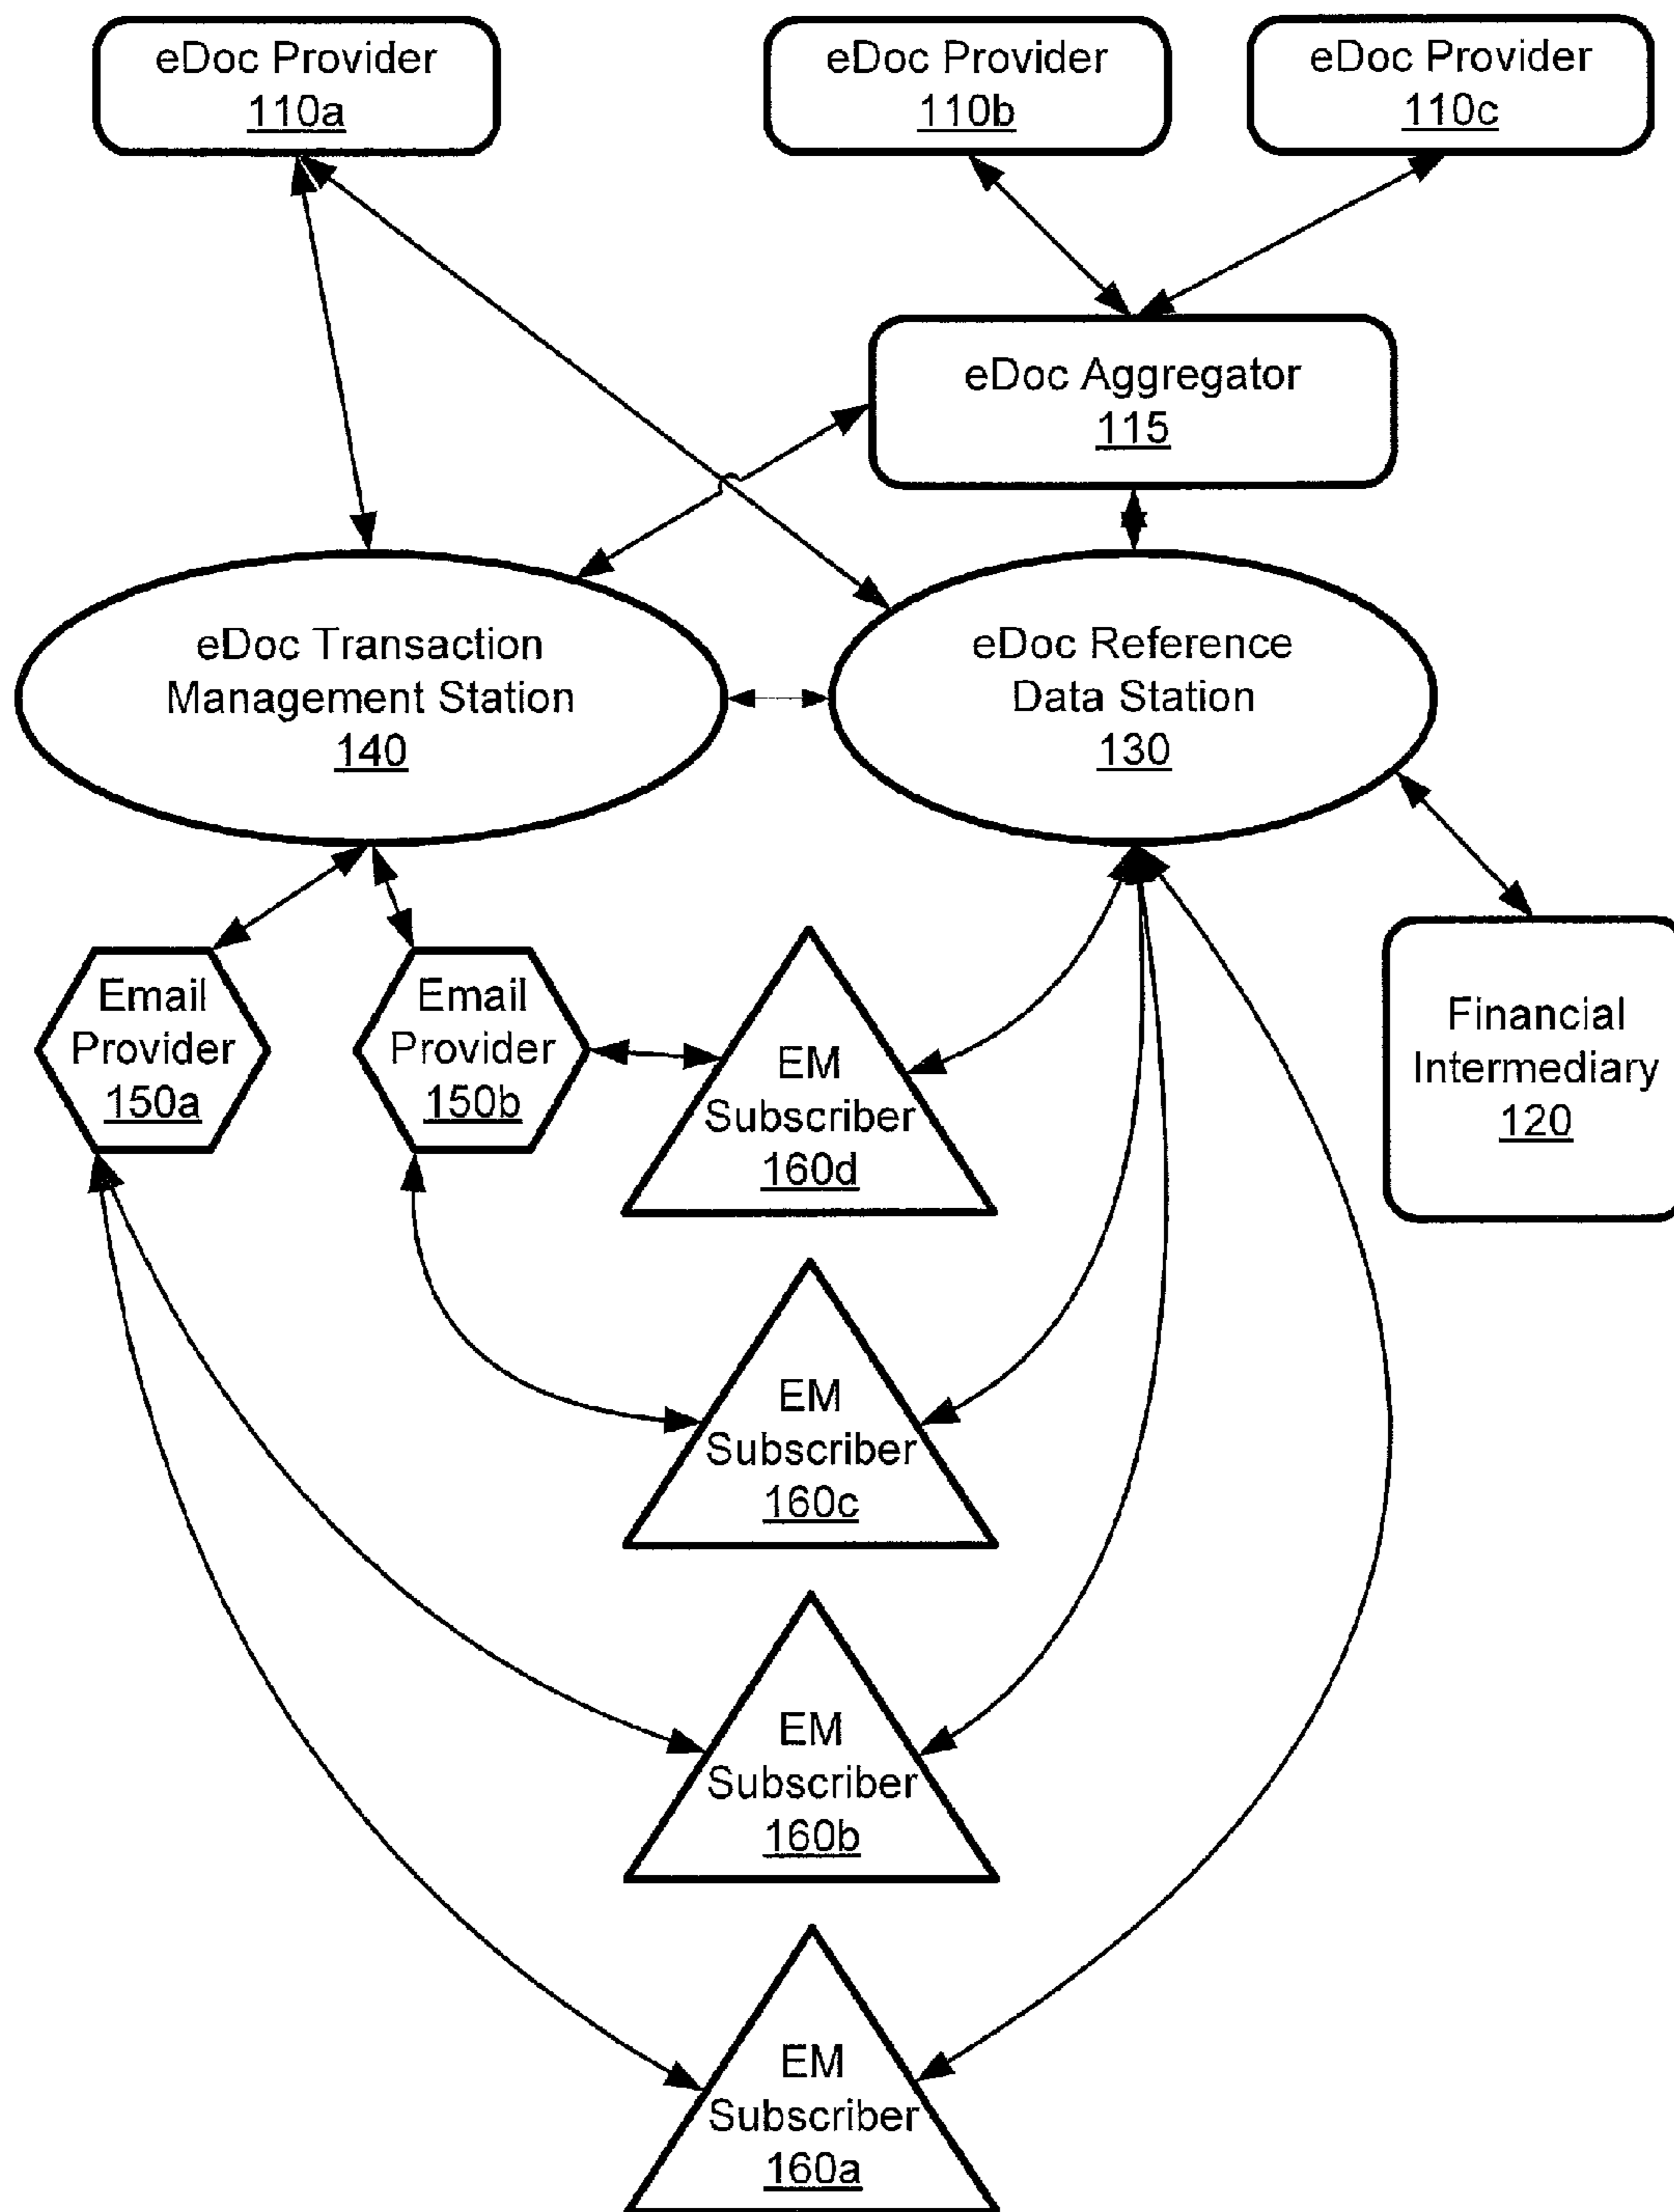 eDoc Provider
110a
eDoc Provider
110b
eDoc Provider
110c
eDoc Aggregator
115
eDoc Transaction
Management Station
140
eDoc Reference
Data Station
130
Email
Provider
150a
Email
Provider
150b
EM
Subscriber
160d
Financial
Intermediary
120
EM
Subscriber
160c
EM
Subscriber
160b
EM
Subscriber
160a